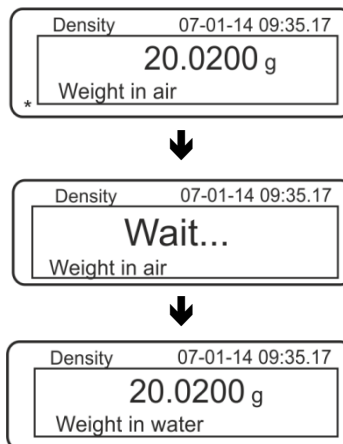 Density 07-01-14 09:35.17
20.0200 g
Weight in air
*
Density 07-01-14 09:35.17
Wait...
Weight in air
Density 07-01-14 09:35.17
20.0200 g
Weight in water